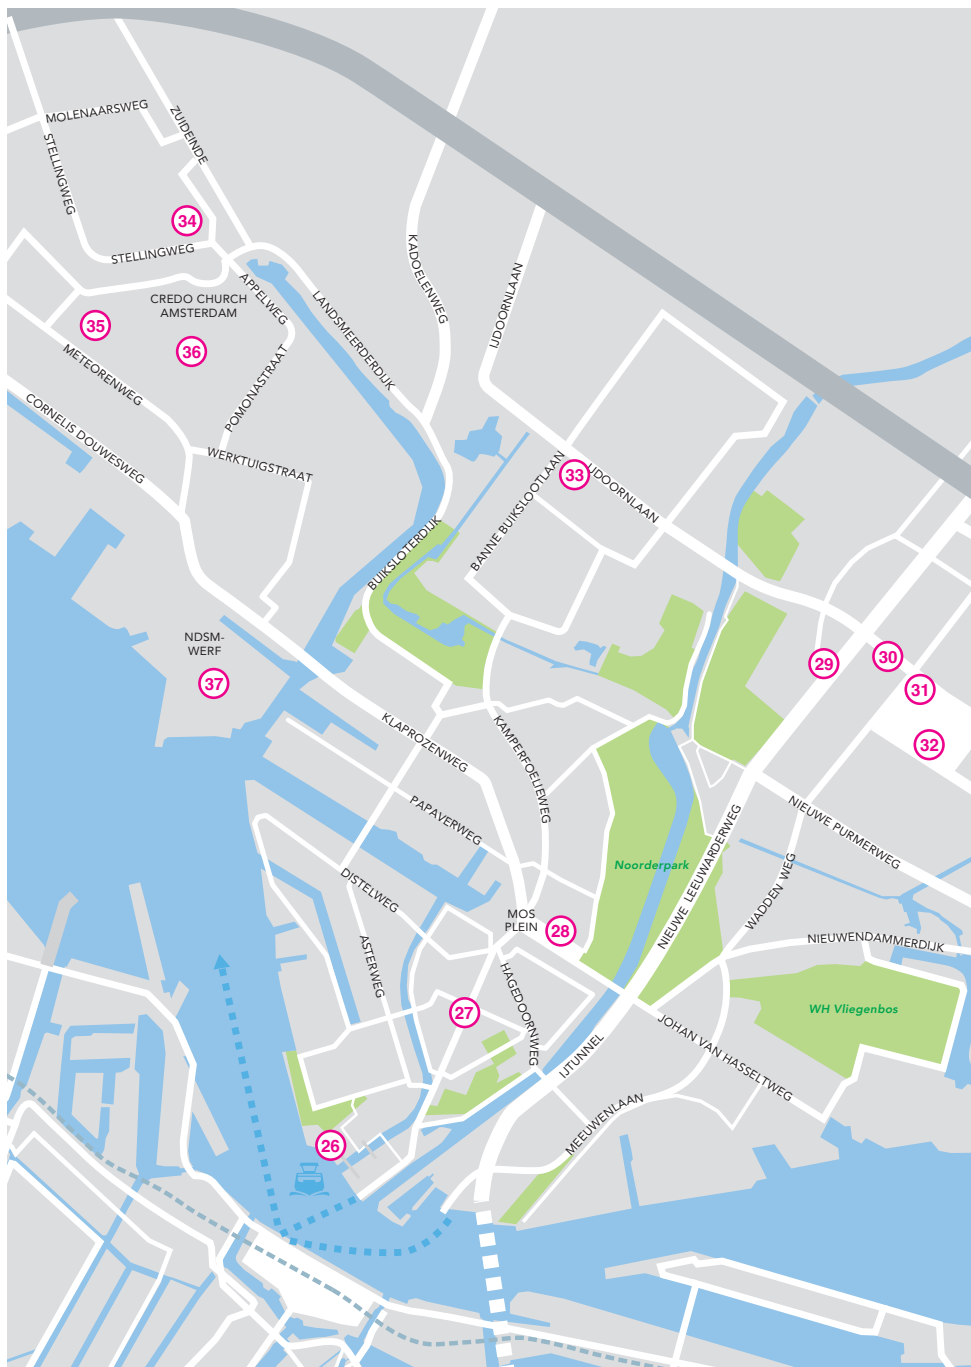 MOLENAARSWEG
ZUIDEINDE
STELLINGWEG
34
STELLINGWEG
KADOELENWEG
IJDOORNLAAN
APPELWEG
LANDSMEERDERDIJK
CREDO CHURCH
AMSTERDAM
35
36
METEORENWEG
POMONASTRAAT
CORNELIS DOUWESWEG
WERKTUIGSTRAAT
33
IJDOORNLAAN
BANNE BUIKSLOOTLAAN
BUIKSLOTERDIJK
NDSM-
WERF
37
29
30
31
32
KLAPROZENWEG
KAMPERFOELIEWEG
PAPAVERWEG
NIEUWE PURMERWEG
NIEUWE LEEUWARDERWEG
Noorderpark
DISTELWEG
WADDEN WEG
MOS
PLEIN
28
ASTERWEG
NIEUWENDAMMERDIJK
HAGEDOORNWEG
27
WH Vliegenbos
JOHAN VAN HASSELTWEG
IJTUNNEL
MEEUWENLAAN
26